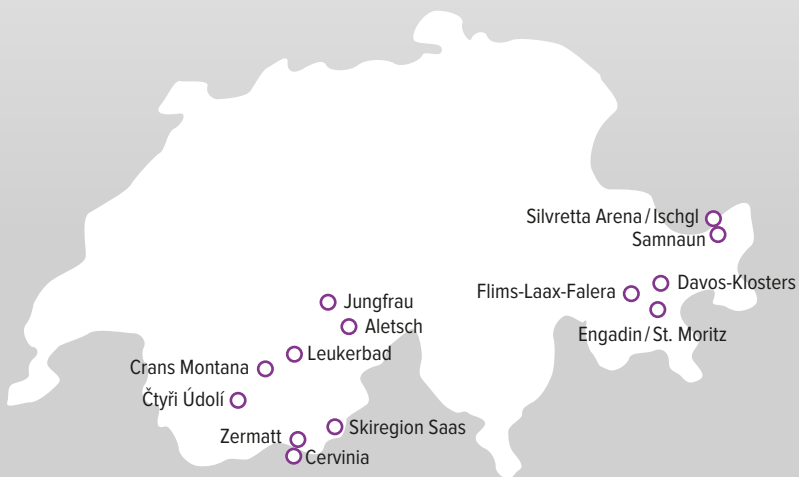 Silvretta Arena / Ischgl
Samnaun
Davos-Klosters
Flims-Laax-Falera
Engadin / St. Moritz
Jungfrau
Aletsch
Leukerbad
Crans Montana
Čtyři Údolí
Skiregion Saas
Zermatt
Cervinia